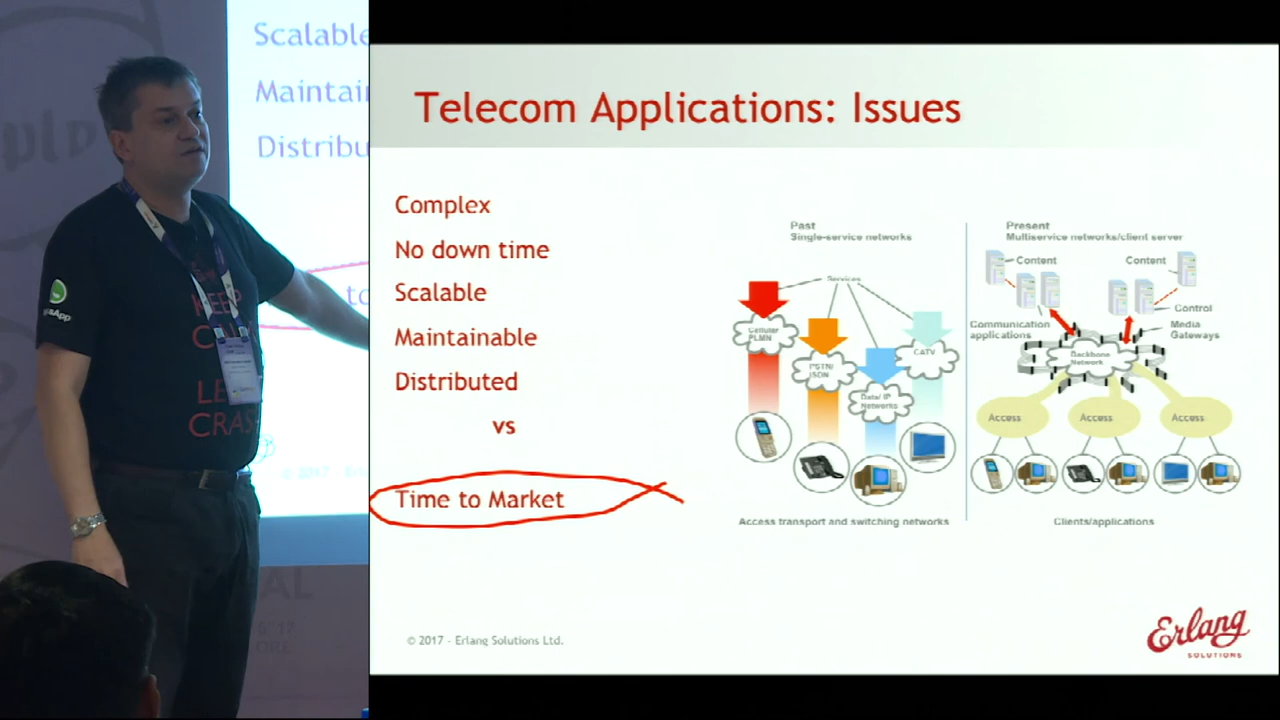 Scalable
Maintai
Distribu
to
KEEP
LE
CRAS
Telecom Applications: Issues
Complex
No down time
Scalable
Maintainable
Distributed
vs
Time to Market
Past
Single-service networks
Services
Cellular
PLMN
PSTN/
ISDN
Data/ IP
Networks
CATV
Access transport and switching networks
Present
Multiservice networks/client server
Content
Content
Control
Communication
applications
Media
Gateways
Backbone
Network
Access
Access
Access
Clients/applications
© 2017 - Erlang Solutions Ltd.
Erlang
SOLUTIONS